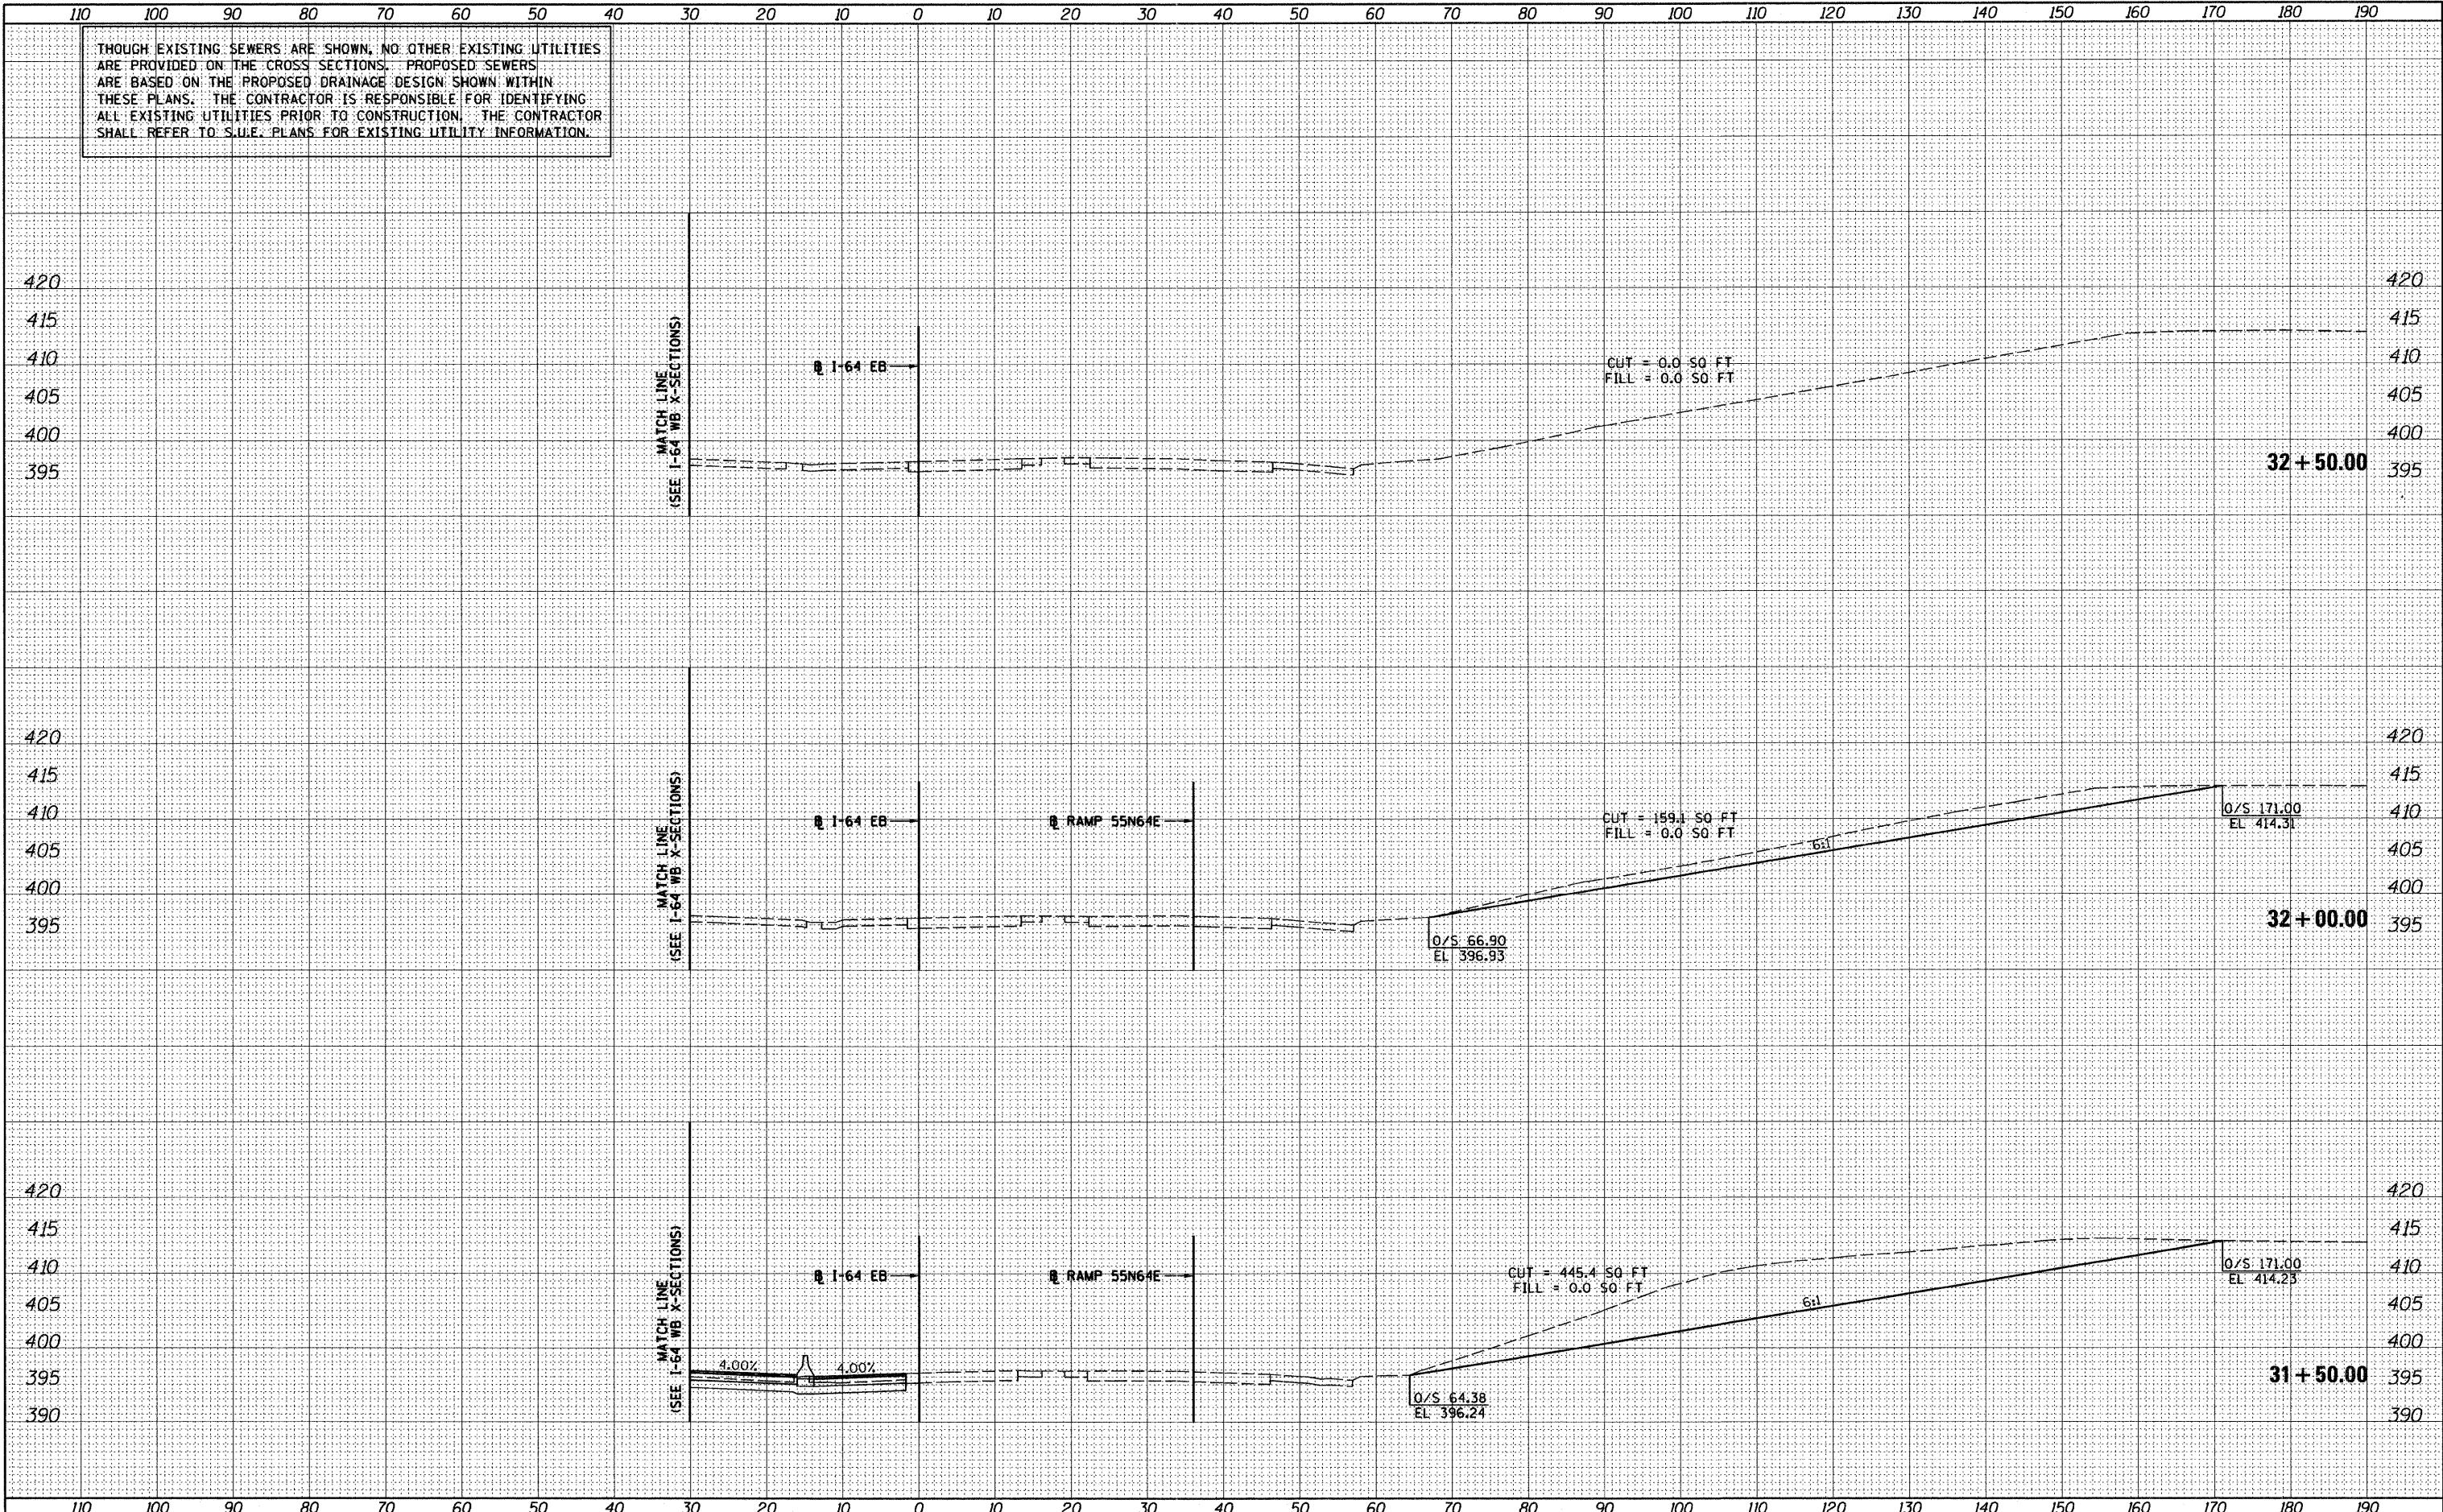 110 100 90 80 70 60 50 40 30 20 10 0 10 20 30 40 50 60 70 80 90 100 110 120 130 140 150 160 170 180 190
THOUGH EXISTING SEWERS ARE SHOWN, NO OTHER EXISTING UTILITIES
ARE PROVIDED ON THE CROSS SECTIONS. PROPOSED SEWERS
ARE BASED ON THE PROPOSED DRAINAGE DESIGN SHOWN WITHIN
THESE PLANS. THE CONTRACTOR IS RESPONSIBLE FOR IDENTIFYING
ALL EXISTING UTILITIES PRIOR TO CONSTRUCTION. THE CONTRACTOR
SHALL REFER TO S.U.E. PLANS FOR EXISTING UTILITY INFORMATION.
420
415
410
405
400
395
MATCH LINE
(SEE I-64 WB X-SECTIONS)
BL I-64 EB
CUT = 0.0 SQ FT
FILL = 0.0 SQ FT
420
415
410
405
400
395
32+50.00
420
415
410
405
400
395
MATCH LINE
(SEE I-64 WB X-SECTIONS)
BL I-64 EB
BL RAMP 55N64E
CUT = 159.1 SQ FT
FILL = 0.0 SQ FT
6:1
O/S 66.90
EL 396.93
O/S 171.00
EL 414.31
420
415
410
405
400
395
32+00.00
420
415
410
405
400
395
390
MATCH LINE
(SEE I-64 WB X-SECTIONS)
4.00%
4.00%
BL I-64 EB
BL RAMP 55N64E
CUT = 445.4 SQ FT
FILL = 0.0 SQ FT
6:1
O/S 64.38
EL 396.24
O/S 171.00
EL 414.23
420
415
410
405
400
395
390
31+50.00
110 100 90 80 70 60 50 40 30 20 10 0 10 20 30 40 50 60 70 80 90 100 110 120 130 140 150 160 170 180 190